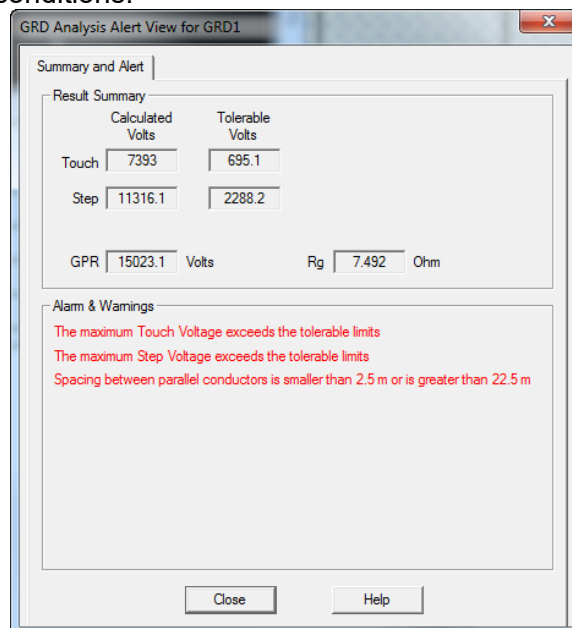 conditions.
GRD Analysis Alert View for GRD1
Summary and Alert
Result Summary
Calculated Volts Tolerable Volts
Touch 7393 695.1
Step 11316.1 2288.2
GPR 15023.1 Volts Rg 7.492 Ohm
Alarm & Warnings
The maximum Touch Voltage exceeds the tolerable limits
The maximum Step Voltage exceeds the tolerable limits
Spacing between parallel conductors is smaller than 2.5 m or is greater than 22.5 m
Close Help